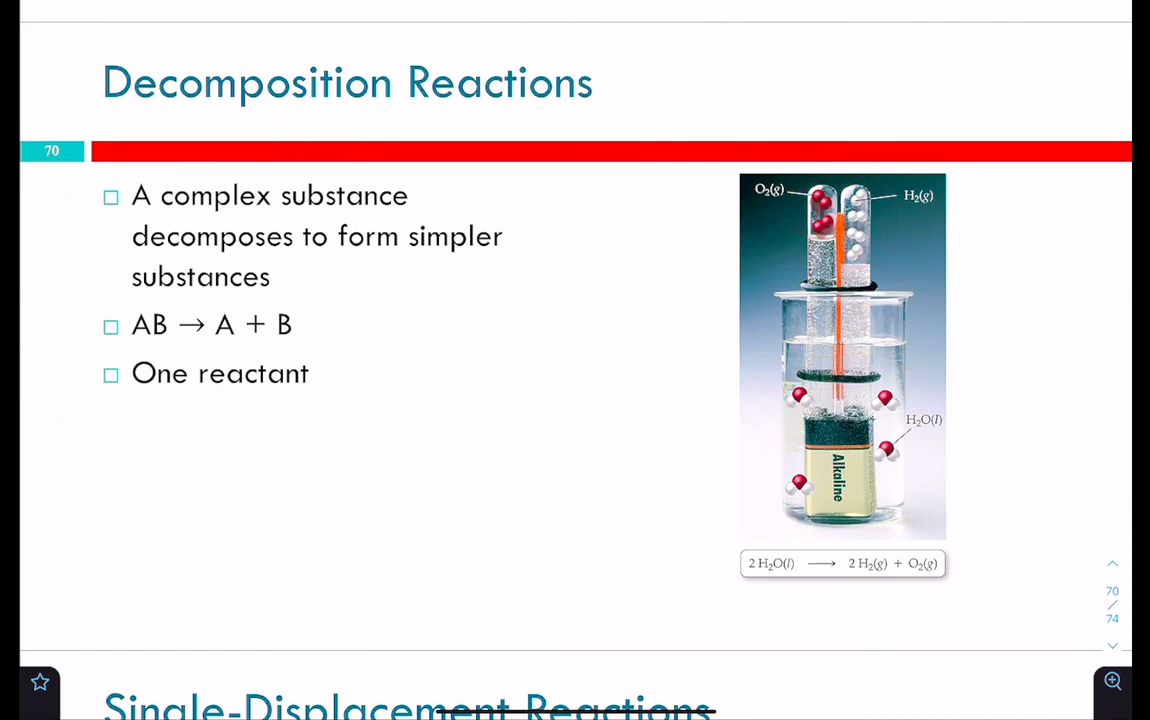 Decomposition Reactions
70
A complex substance
decomposes to form simpler
substances
AB → A + B
One reactant
O₂(g)
H₂(g)
H₂O(l)
Alkaline
2 H₂O(l) ⟶ 2 H₂(g) + O₂(g)
70
/
74
Single-Displacement Reactions